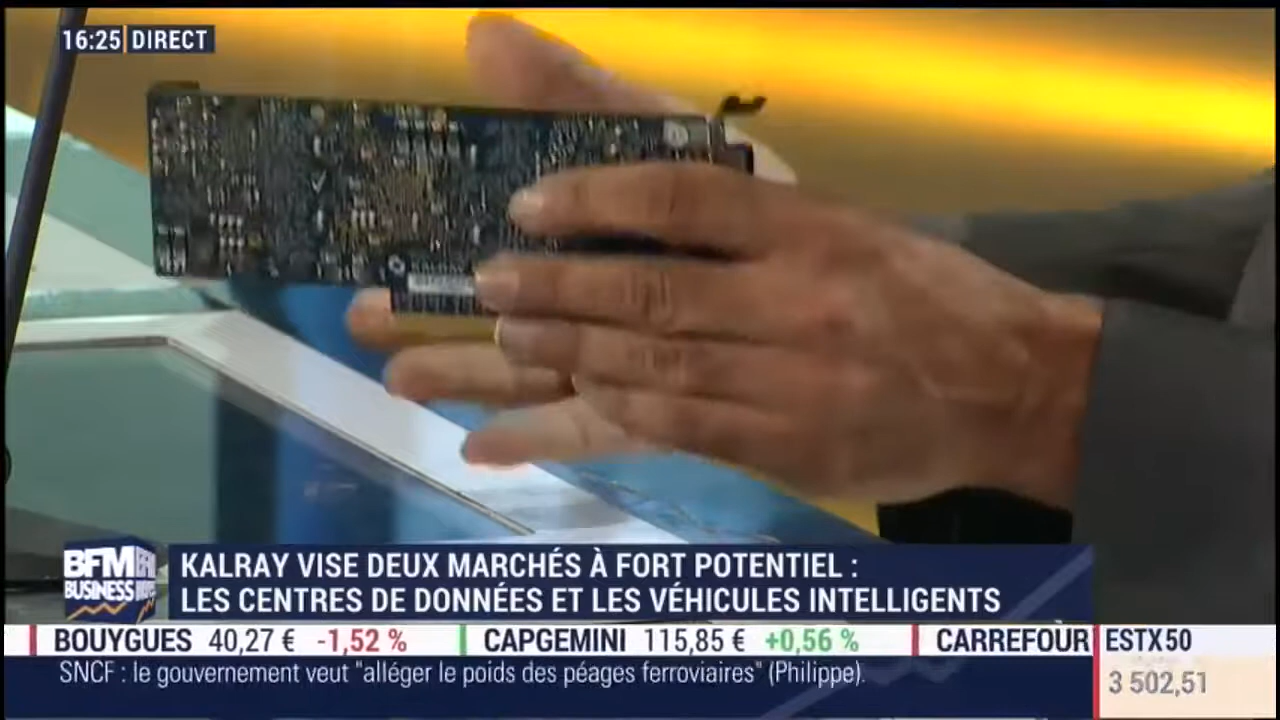 16:25 DIRECT
BFM
BUSINESS
KALRAY VISE DEUX MARCHÉS À FORT POTENTIEL :
LES CENTRES DE DONNÉES ET LES VÉHICULES INTELLIGENTS
BOUYGUES 40,27 € -1,52 % CAPGEMINI 115,85 € +0,56 % CARREFOUR ESTX50
SNCF : le gouvernement veut "alléger le poids des péages ferroviaires" (Philippe).
3 502,51